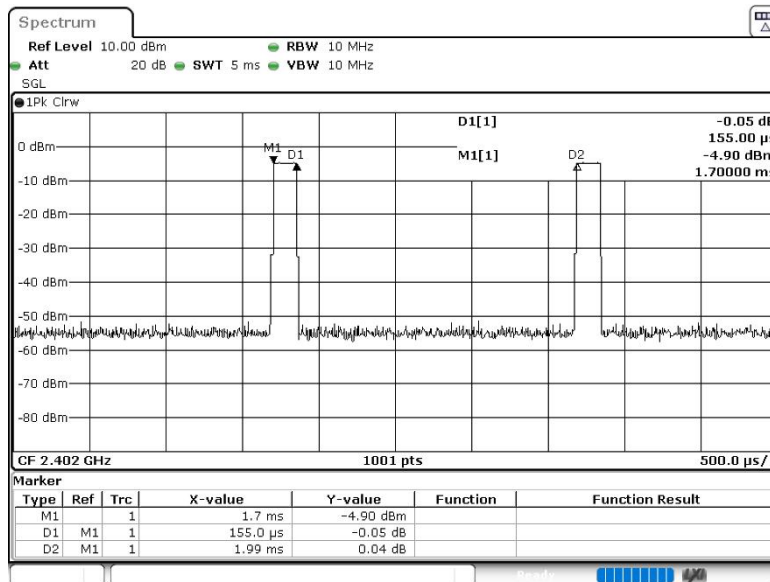 Spectrum
Ref Level 10.00 dBm RBW 10 MHz
Att 20 dB SWT 5 ms VBW 10 MHz
SGL
1Pk Clrw
D1[1] -0.05 dB
155.00 µs
M1[1] -4.90 dBm
1.70000 ms
0 dBm
M1 D1 D2
-10 dBm
-20 dBm
-30 dBm
-40 dBm
-50 dBm
-60 dBm
-70 dBm
-80 dBm
CF 2.402 GHz 1001 pts 500.0 µs/
Marker
Type Ref Trc X-value Y-value Function Function Result
M1 1 1.7 ms -4.90 dBm
D1 M1 1 155.0 µs -0.05 dB
D2 M1 1 1.99 ms 0.04 dB
Ready LXI